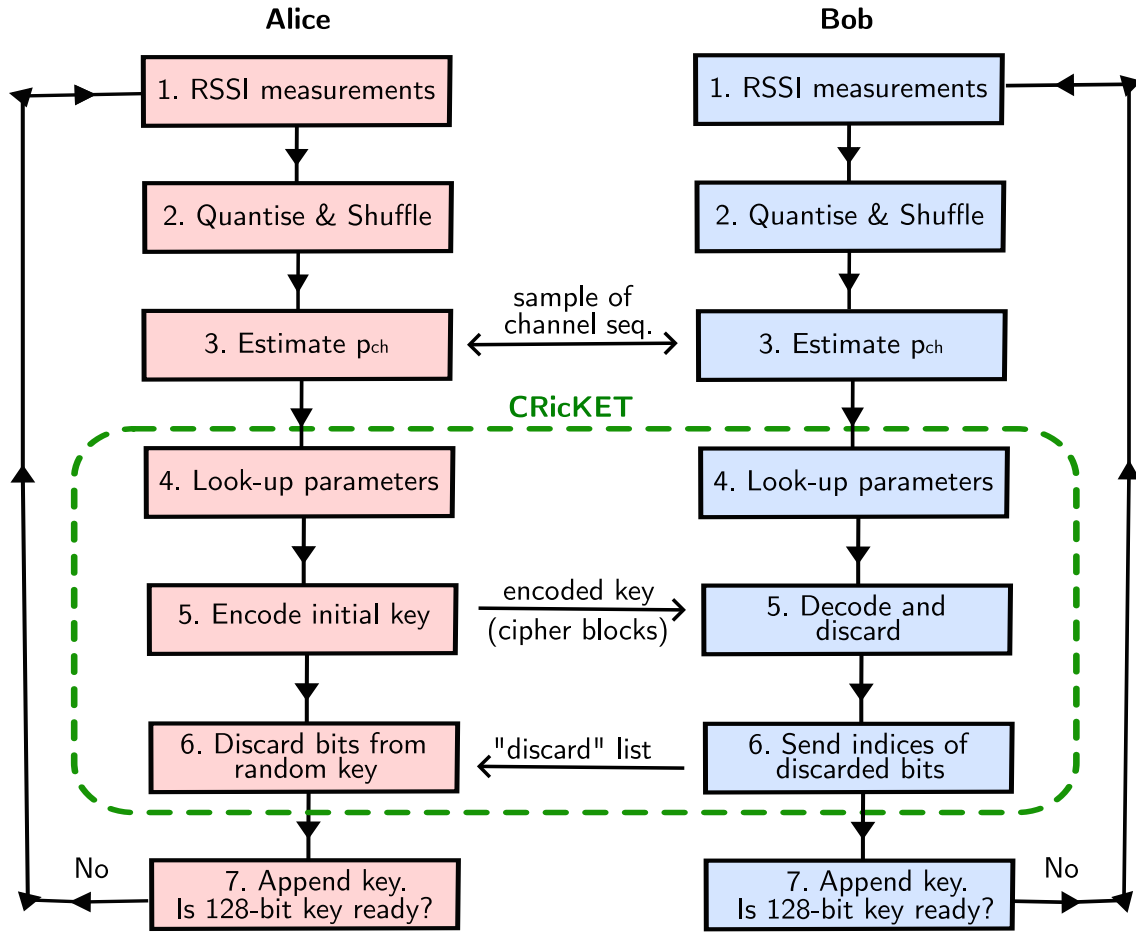 Alice
Bob
1. RSSI measurements
1. RSSI measurements
2. Quantise & Shuffle
2. Quantise & Shuffle
sample of
channel seq.
3. Estimate pch
3. Estimate pch
CRicKET
4. Look-up parameters
4. Look-up parameters
5. Encode initial key
encoded key
(cipher blocks)
5. Decode and
discard
6. Discard bits from
random key
"discard" list
6. Send indices of
discarded bits
No
7. Append key.
Is 128-bit key ready?
7. Append key.
Is 128-bit key ready?
No